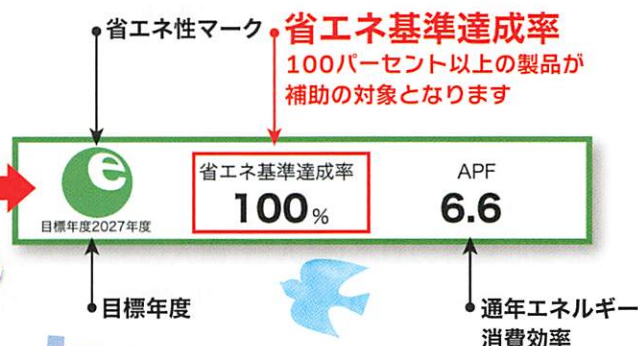 省エネ性マーク
省エネ基準達成率
100パーセント以上の製品が
補助の対象となります
e
目標年度2027年度
省エネ基準達成率
100%
APF
6.6
目標年度
通年エネルギー
消費効率